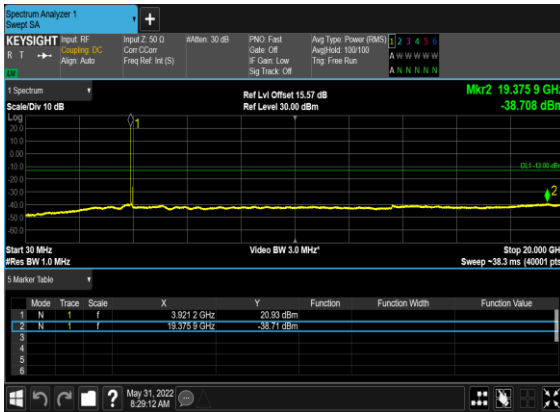 Spectrum Analyzer 1
Swept SA
KEYSIGHT Input: RF Input Z: 50 Ω #Atten: 30 dB PNO: Fast Avg Type: Power (RMS) 1 2 3 4 5 6
R T Coupling: DC Corr CCorr Gate: Off Avg|Hold: 100/100 A W W W W W
Align: Auto Freq Ref: Int (S) IF Gain: Low Trig: Free Run
LXI Sig Track: Off A N N N N N
1 Spectrum Ref Lvl Offset 15.57 dB Mkr2 19.375 9 GHz
Scale/Div 10 dB Ref Level 30.00 dBm -38.708 dBm
Log
20.0
10.0
0.00
-10.0
-20.0
-30.0
-40.0
-50.0
-60.0
1
DL1 -13.00 dBm
2
Start 30 MHz Video BW 3.0 MHz* Stop 20.000 GHz
#Res BW 1.0 MHz Sweep ~38.3 ms (40001 pts)
5 Marker Table
Mode Trace Scale X Y Function Function Width Function Value
1 N 1 f 3.921 2 GHz 20.93 dBm
2 N 1 f 19.375 9 GHz -38.71 dBm
3
4
5
6
? May 31, 2022
8:29:12 AM